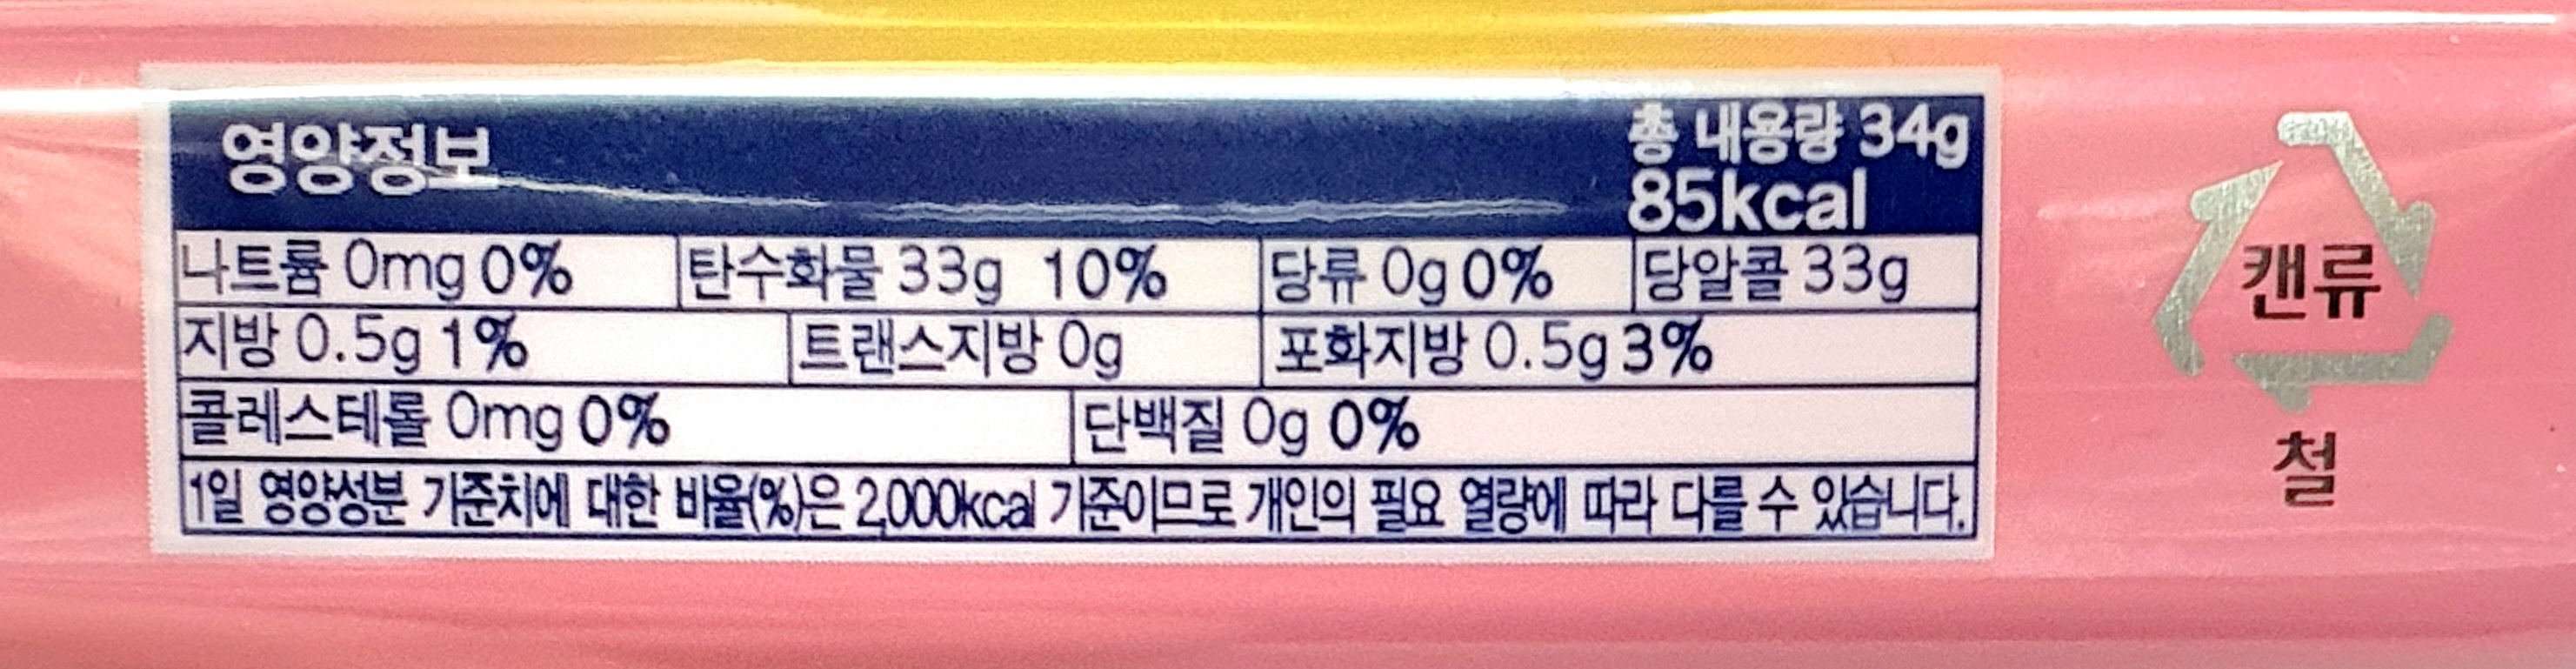 영양정보
총 내용량 34g
85kcal
나트륨 0mg 0% 탄수화물 33g 10% 당류 0g 0% 당알콜 33g
지방 0.5g 1% 트랜스지방 0g 포화지방 0.5g 3%
콜레스테롤 0mg 0% 단백질 0g 0%
1일 영양성분 기준치에 대한 비율(%)은 2,000kcal 기준이므로 개인의 필요 열량에 따라 다를 수 있습니다.
캔류
철